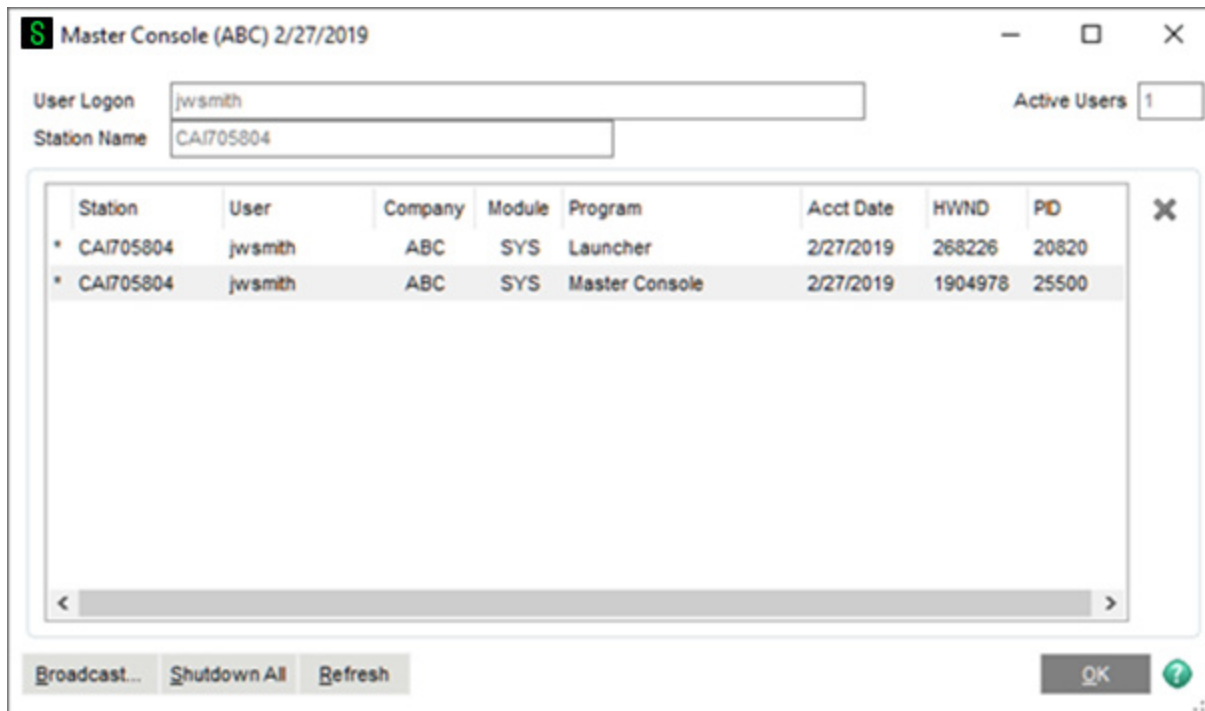 S Master Console (ABC) 2/27/2019
User Logon jwsmith Active Users 1
Station Name CAI705804
Station User Company Module Program Acct Date HWND PID
* CAI705804 jwsmith ABC SYS Launcher 2/27/2019 268226 20820
* CAI705804 jwsmith ABC SYS Master Console 2/27/2019 1904978 25500
Broadcast... Shutdown All Refresh OK ?